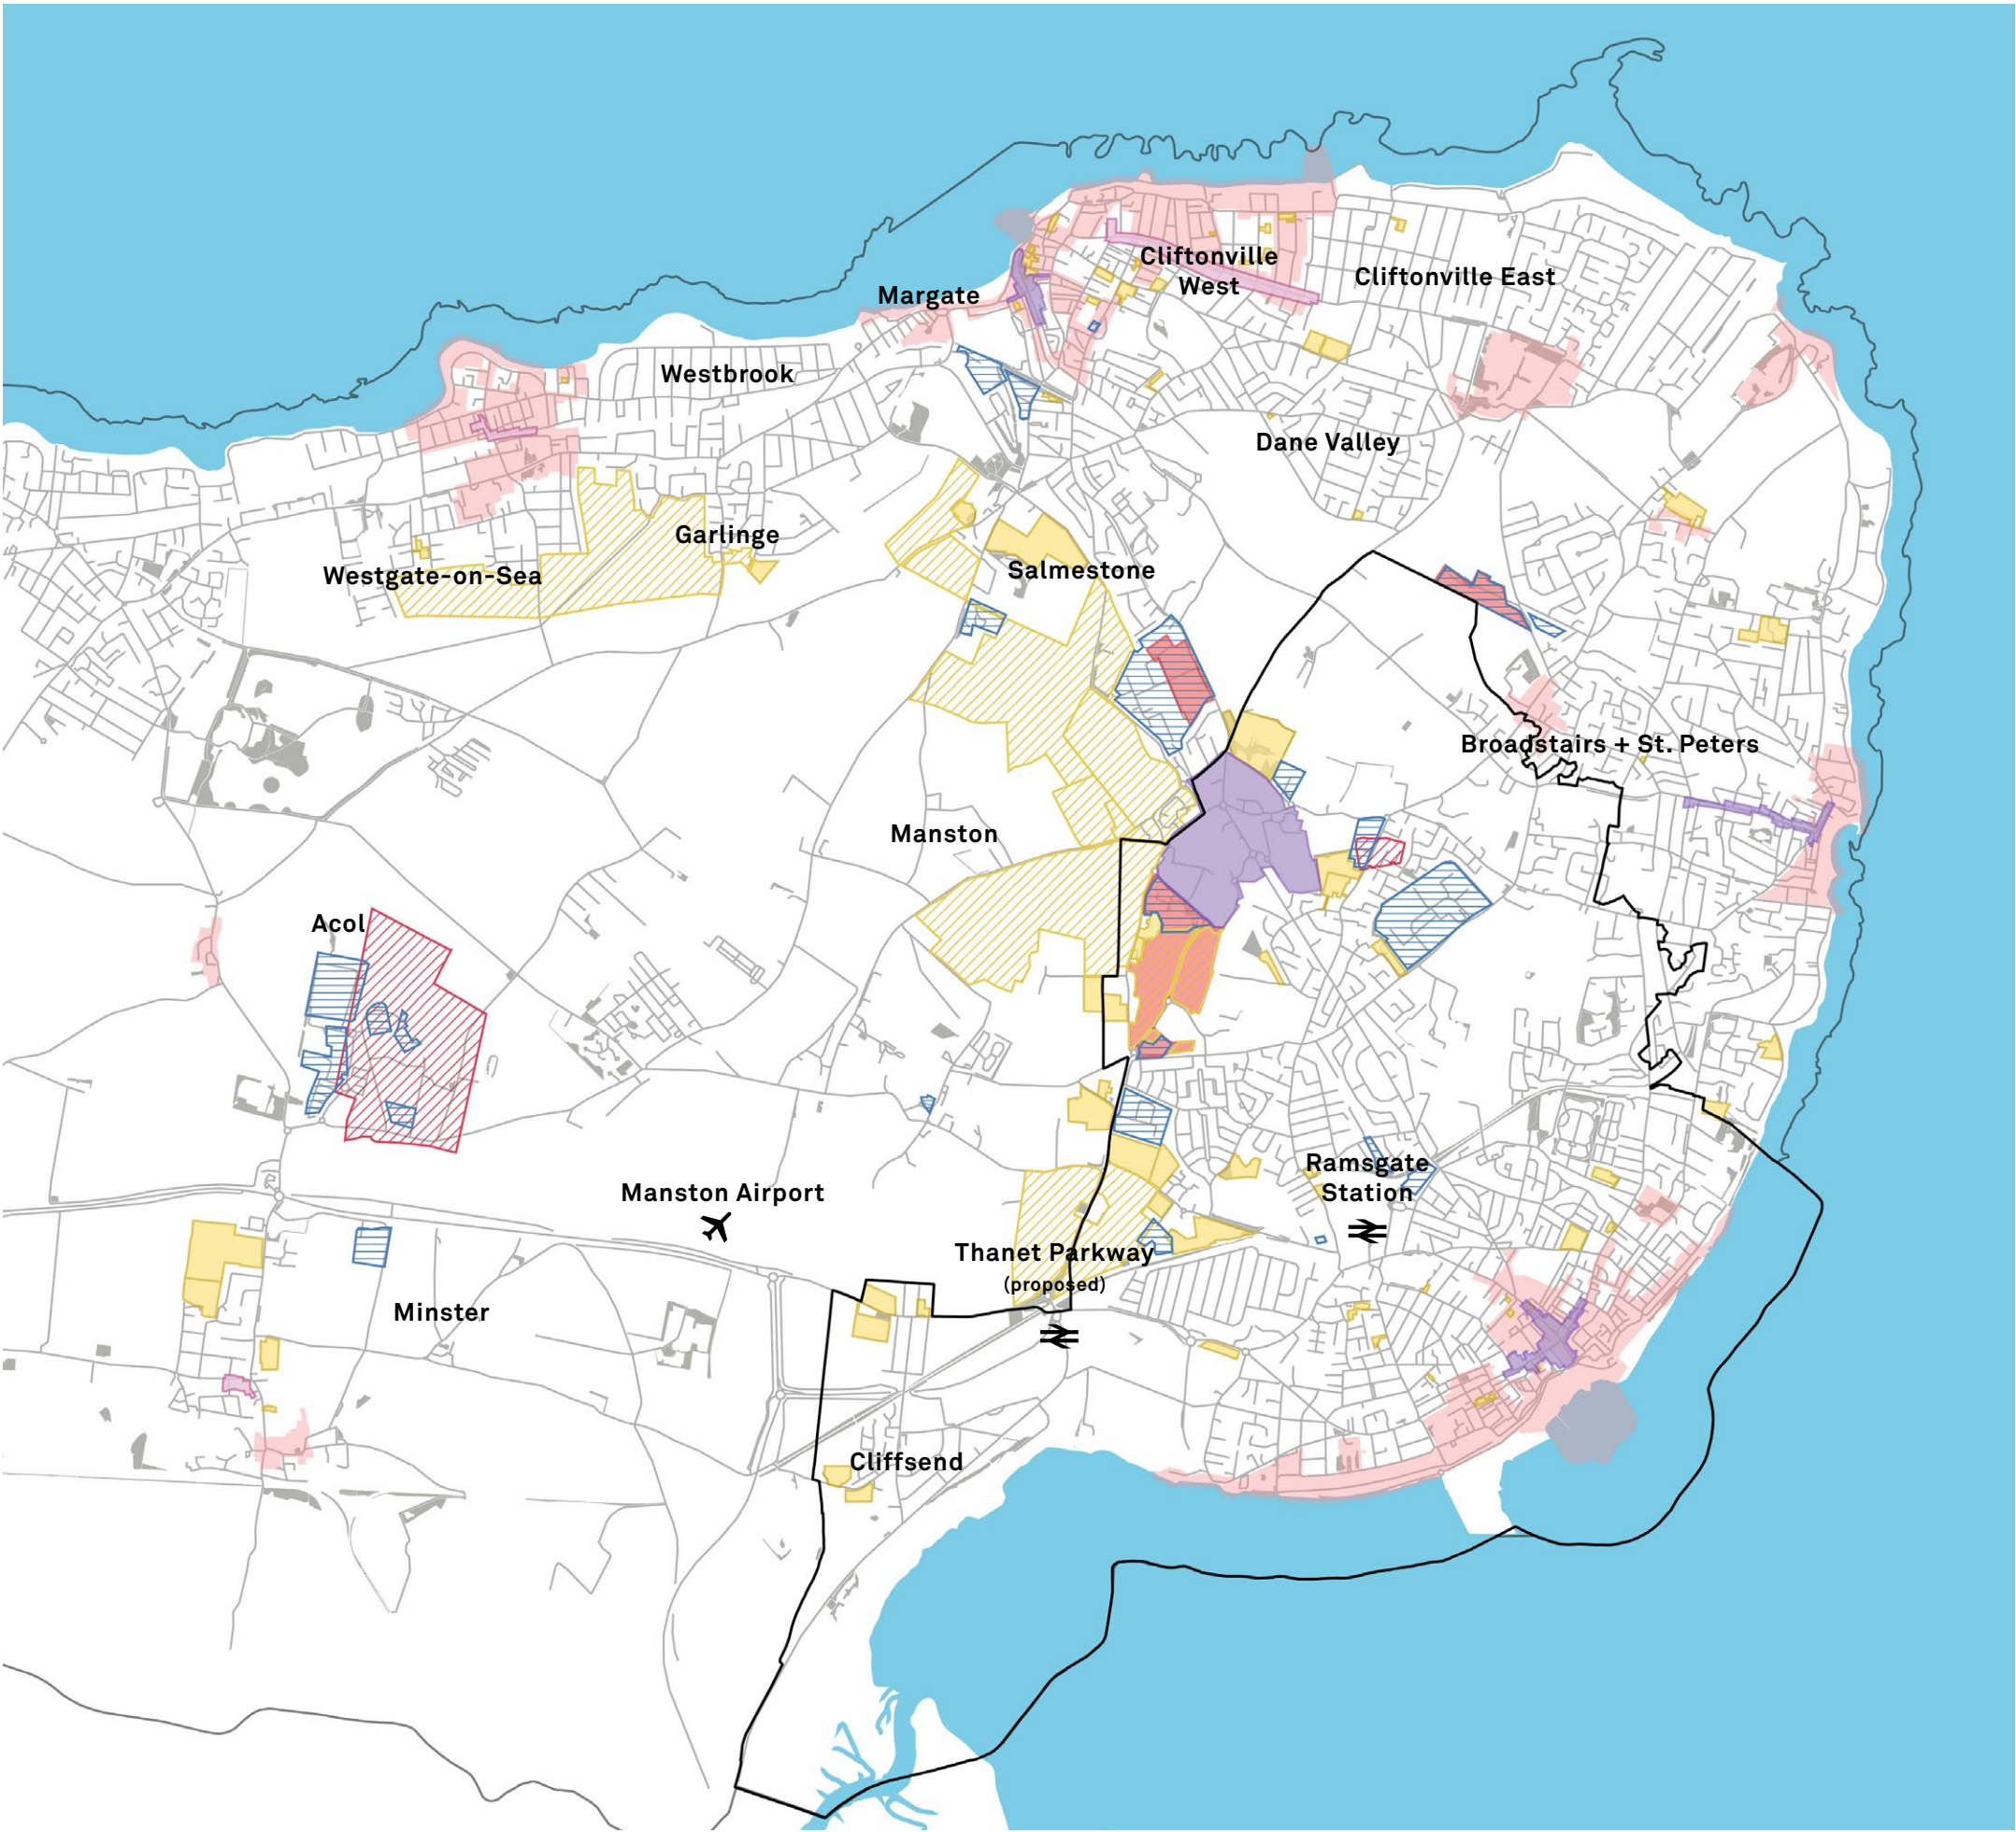 Cliftonville
West
Cliftonville East
Margate
Westbrook
Dane Valley
Garlinge
Westgate-on-Sea
Salmestone
Broadstairs + St. Peters
Manston
Acol
Ramsgate
Station
Manston Airport
Thanet Parkway
(proposed)
Minster
Cliffsend